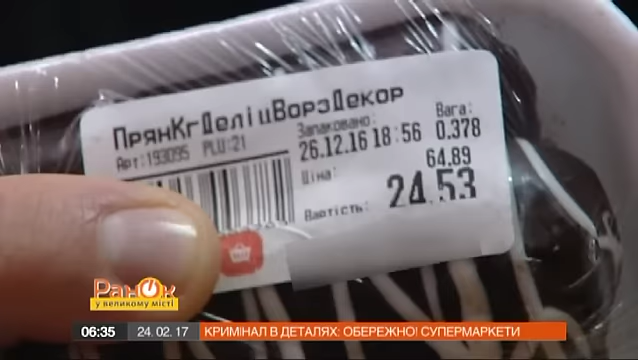 ПрянКгДеліцВорзДекор
Арт:193095 PLU:21
Запаковано: Вага:
26.12.16 18:56 0.378
Ціна: 64.89
Вартість: 24.53
Ранок
у великому місті
06:35 24.02.17 КРИМІНАЛ В ДЕТАЛЯХ: ОБЕРЕЖНО! СУПЕРМАРКЕТИ